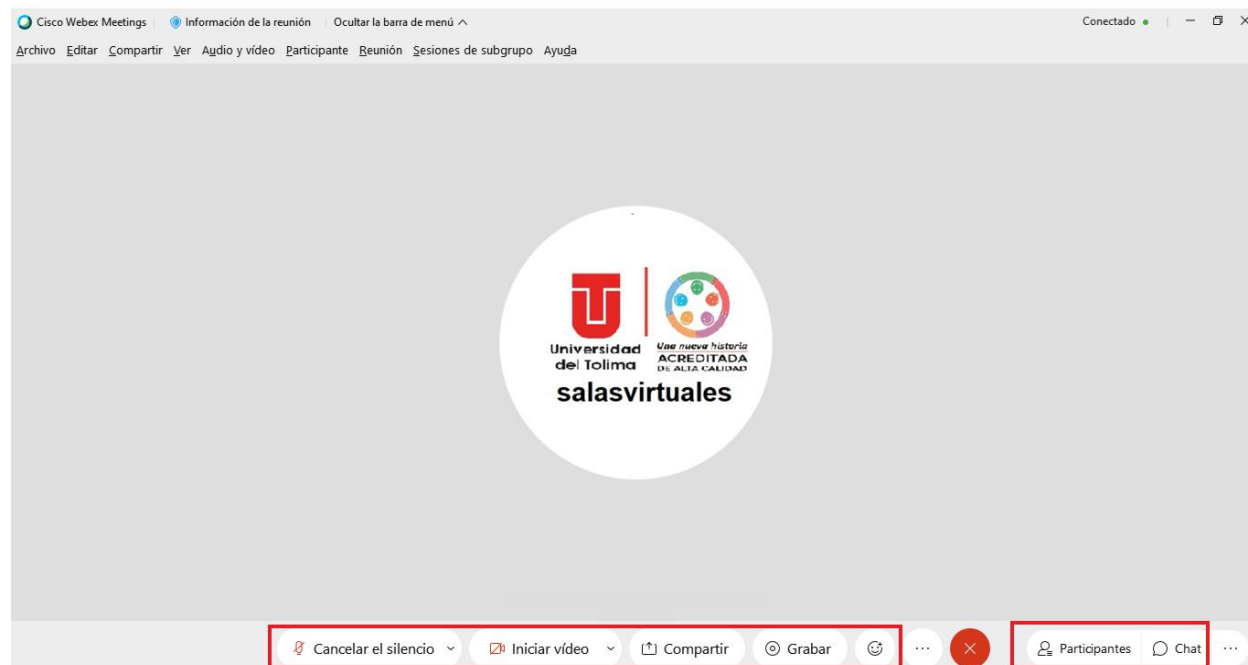 Cisco Webex Meetings Información de la reunión Ocultar la barra de menú Conectado
Archivo Editar Compartir Ver Audio y vídeo Participante Reunión Sesiones de subgrupo Ayuda
Universidad del Tolima
Una nueva historia
ACREDITADA
DE ALTA CALIDAD
salasvirtuales
Cancelar el silencio Iniciar vídeo Compartir Grabar Participantes Chat